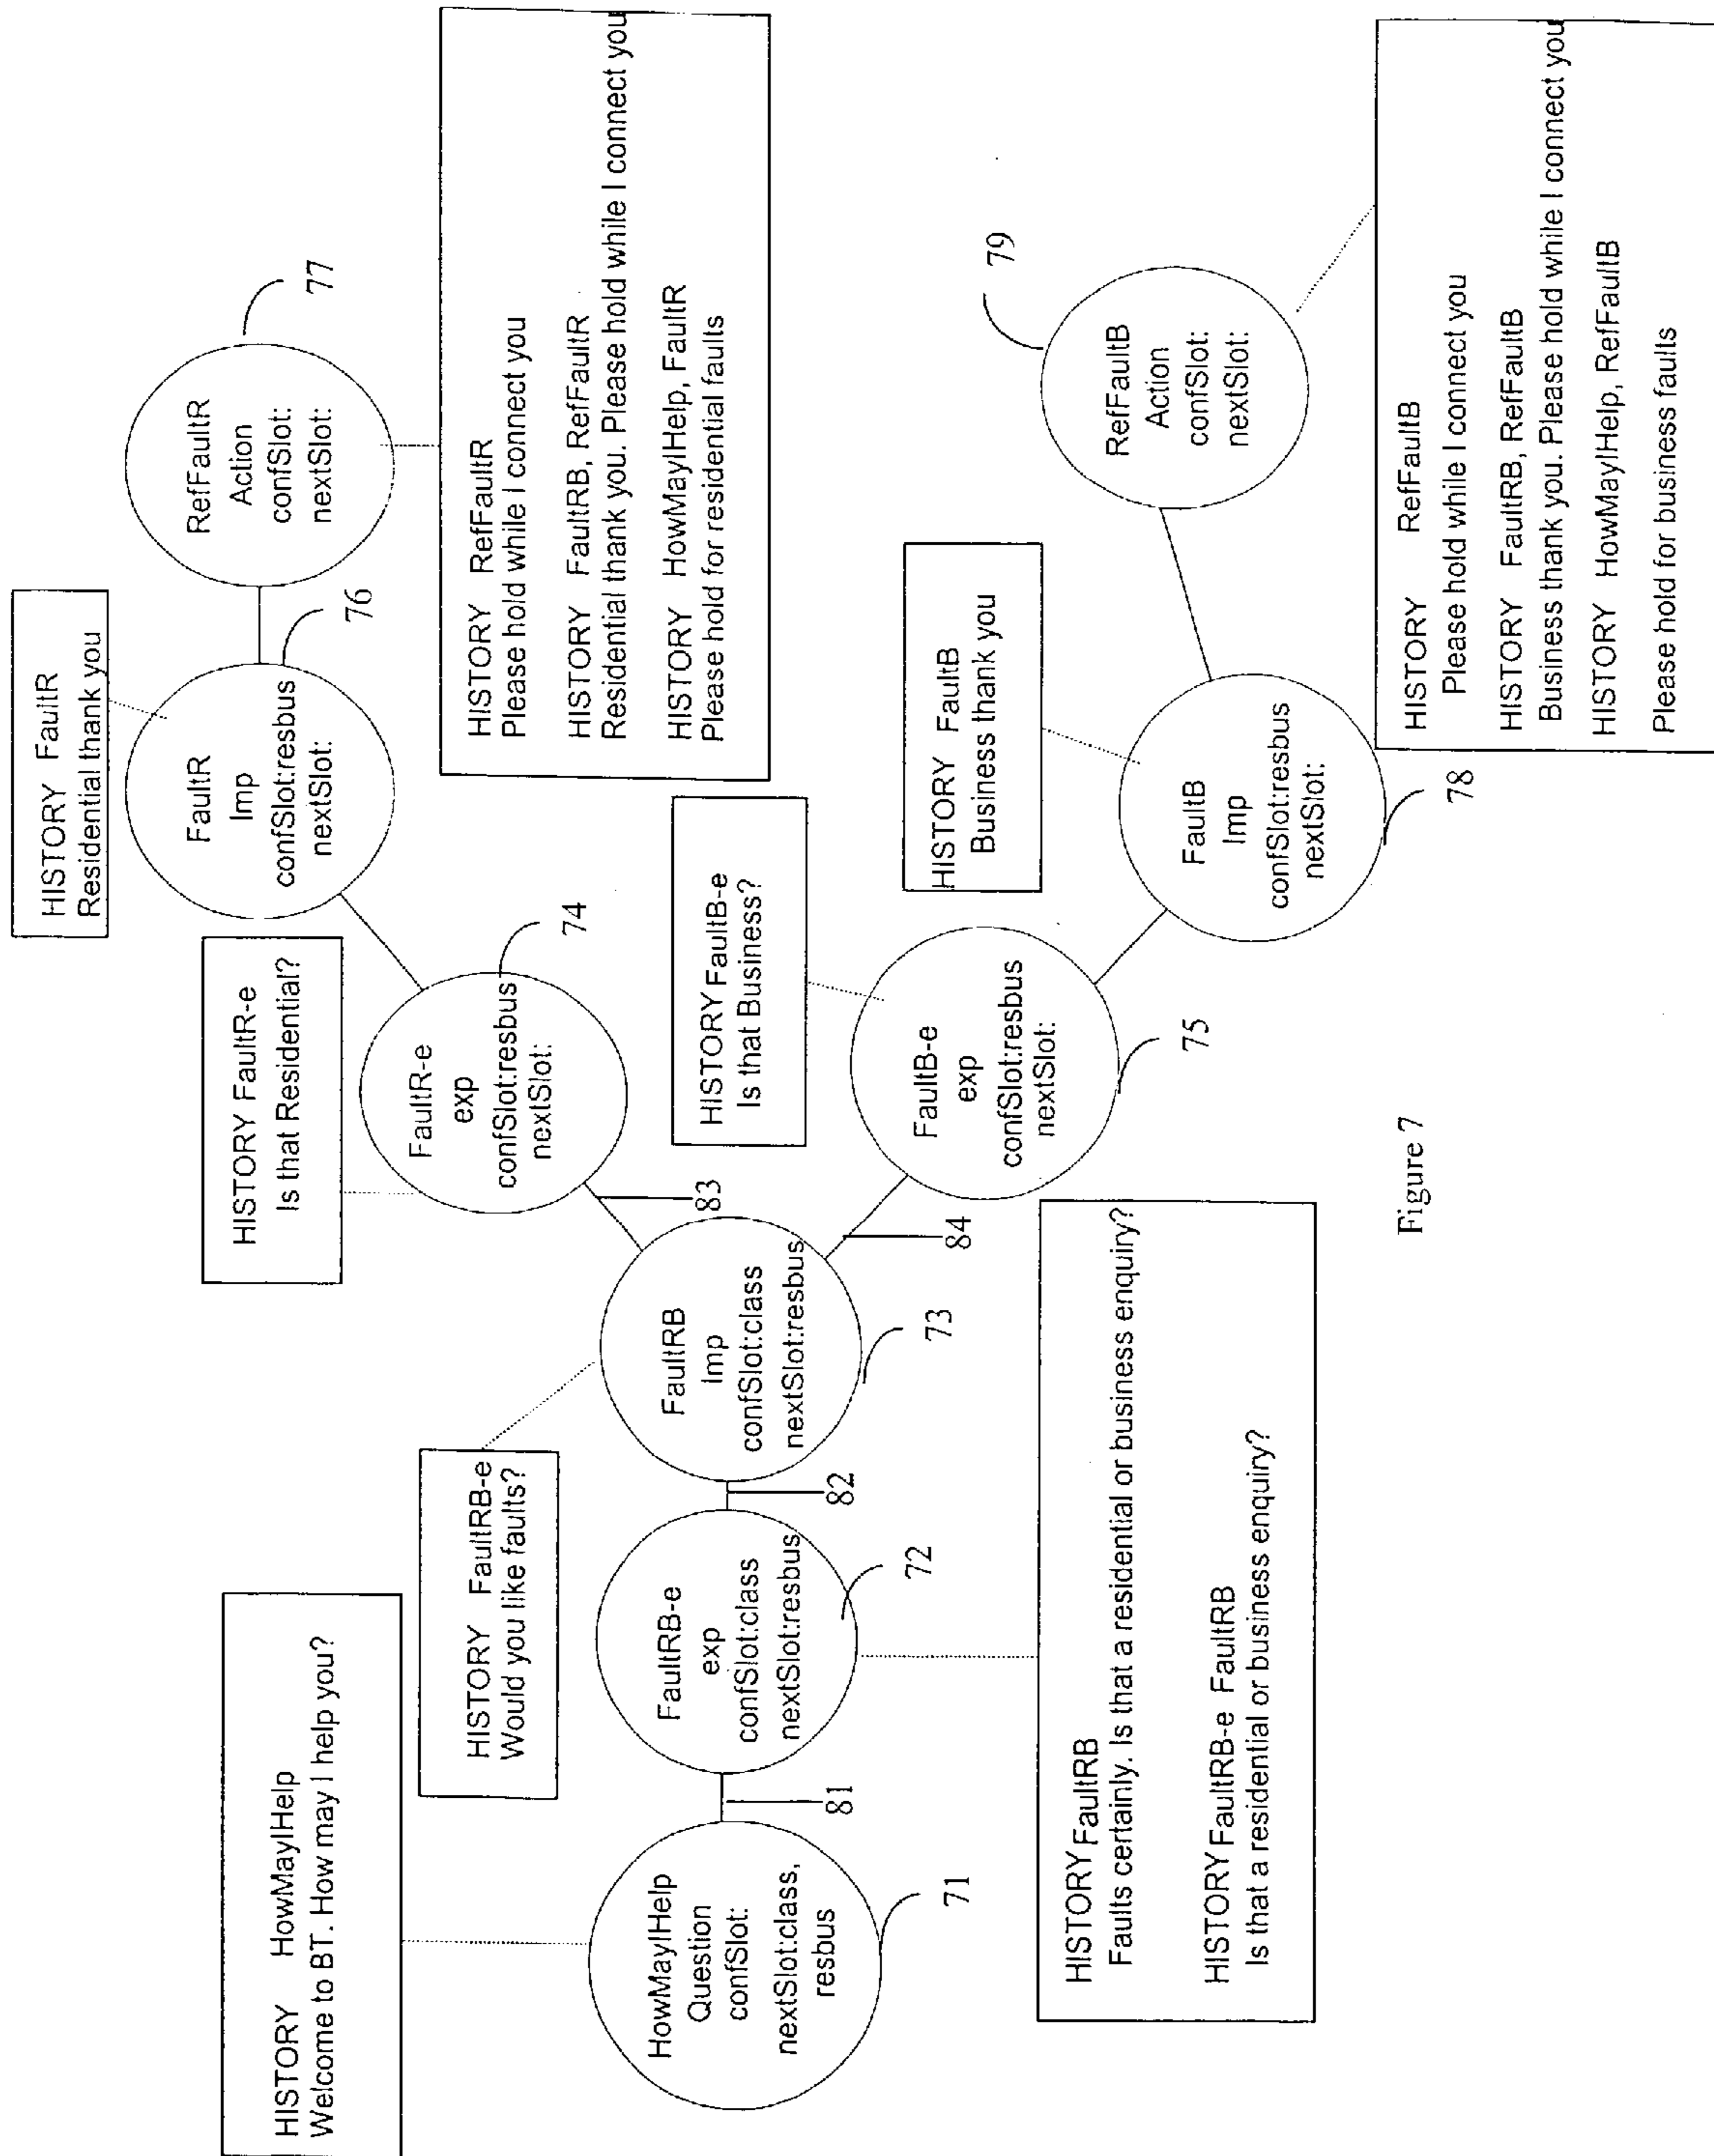 HISTORY HowMayIHelp
Welcome to BT. How may I help you?
HowMayIHelp
Question
confSlot:
nextSlot:class,
resbus
71
81
HISTORY FaultRB-e
Would you like faults?
FaultRB-e
exp
confSlot:class
nextSlot:resbus
72
82
HISTORY FaultRB
Faults certainly. Is that a residential or business enquiry?
HISTORY FaultRB-e FaultRB
Is that a residential or business enquiry?
FaultRB
Imp
confSlot:class
nextSlot:resbus
73
83
84
HISTORY FaultR-e
Is that Residential?
FaultR-e
exp
confSlot:resbus
nextSlot:
74
HISTORY FaultB-e
Is that Business?
FaultB-e
exp
confSlot:resbus
nextSlot:
75
HISTORY FaultR
Residential thank you
FaultR
Imp
confSlot:resbus
nextSlot:
76
HISTORY FaultB
Business thank you
FaultB
Imp
confSlot:resbus
nextSlot:
78
RefFaultR
Action
confSlot:
nextSlot:
77
HISTORY RefFaultR
Please hold while I connect you
HISTORY FaultRB, RefFaultR
Residential thank you. Please hold while I connect you
HISTORY HowMayIHelp, FaultR
Please hold for residential faults
RefFaultB
Action
confSlot:
nextSlot:
79
HISTORY RefFaultB
Please hold while I connect you
HISTORY FaultRB, RefFaultB
Business thank you. Please hold while I connect you
HISTORY HowMayIHelp, RefFaultB
Please hold for business faults
Figure 7